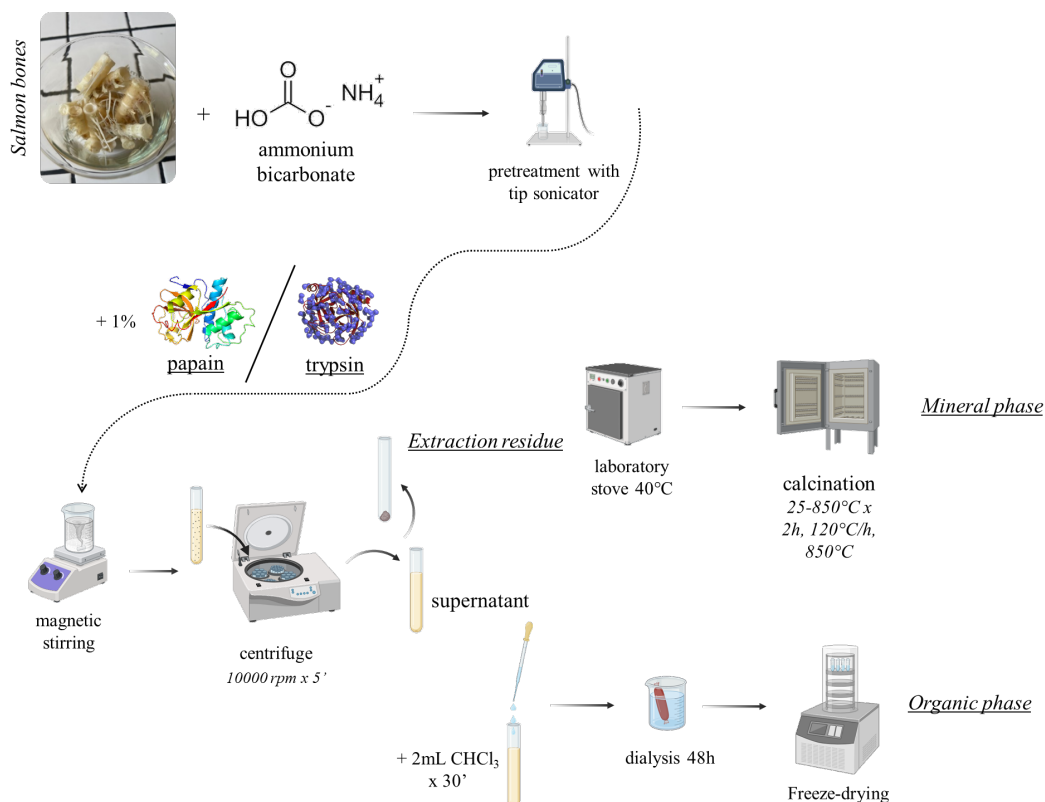 Salmon bones
+
O
HO
O-
NH4+
ammonium
bicarbonate
pretreatment with
tip sonicator
+ 1%
papain
trypsin
Extraction residue
laboratory
stove 40°C
calcination
25-850°C x
2h, 120°C/h,
850°C
Mineral phase
magnetic
stirring
centrifuge
10000 rpm x 5’
supernatant
+ 2mL CHCl3
x 30’
dialysis 48h
Freeze-drying
Organic phase